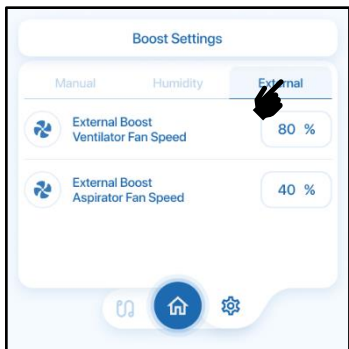 Boost Settings
Manual Humidity External
External Boost
Ventilator Fan Speed
80 %
External Boost
Aspirator Fan Speed
40 %